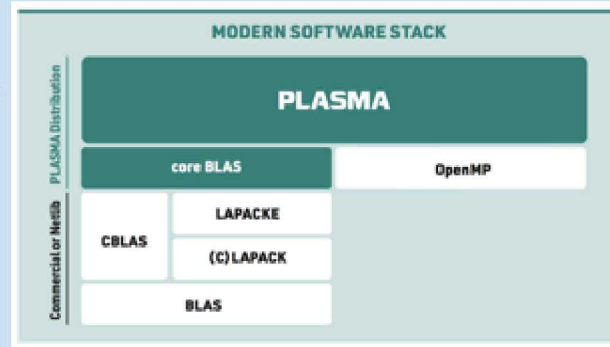 MODERN SOFTWARE STACK
PLASMA Distribution
PLASMA
core BLAS
OpenMP
Commercial or Netlib
CBLAS
LAPACKE
(C)LAPACK
BLAS